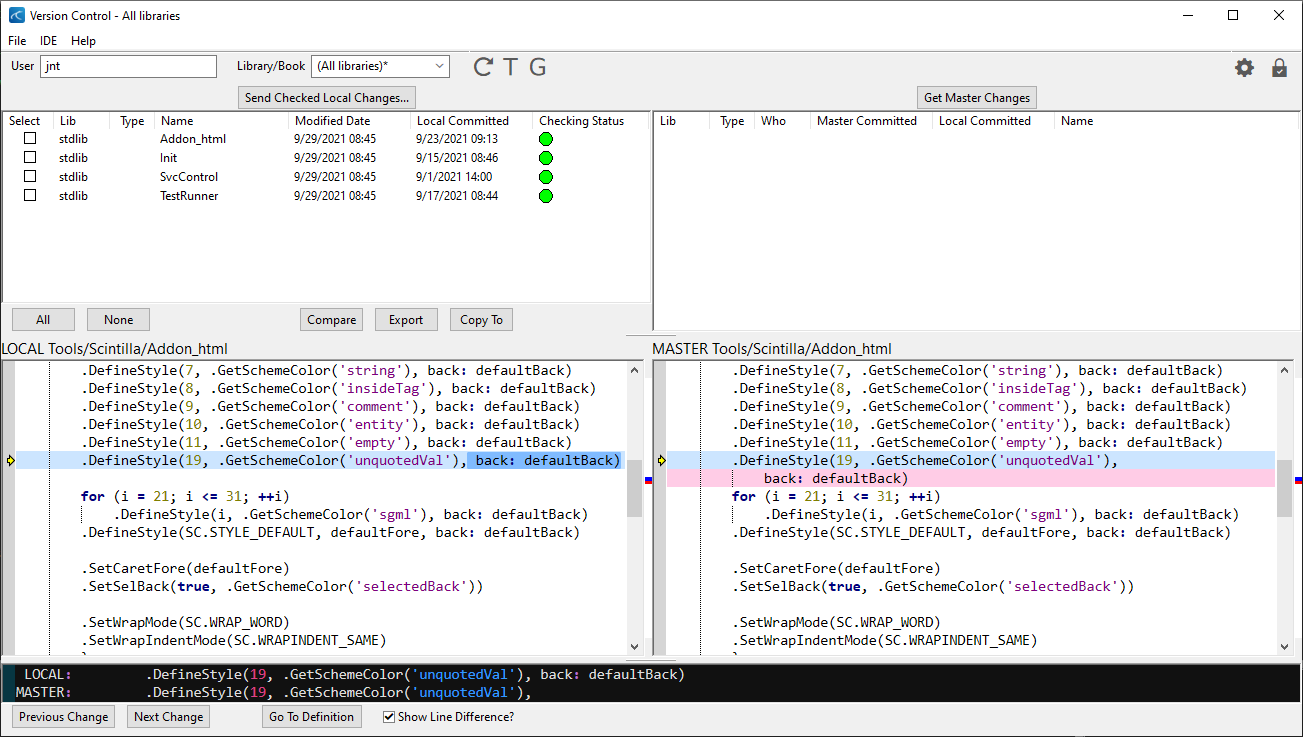 Version Control - All libraries
File IDE Help
User jnt Library/Book (All libraries)* T G
Send Checked Local Changes... Get Master Changes
Select Lib Type Name Modified Date Local Committed Checking Status
stdlib Addon_html 9/29/2021 08:45 9/23/2021 09:13
stdlib Init 9/29/2021 08:45 9/15/2021 08:46
stdlib SvcControl 9/29/2021 08:45 9/1/2021 14:00
stdlib TestRunner 9/29/2021 08:45 9/17/2021 08:44
Lib Type Who Master Committed Local Committed Name
All None Compare Export Copy To
LOCAL Tools/Scintilla/Addon_html
.DefineStyle(7, .GetSchemeColor('string'), back: defaultBack)
.DefineStyle(8, .GetSchemeColor('insideTag'), back: defaultBack)
.DefineStyle(9, .GetSchemeColor('comment'), back: defaultBack)
.DefineStyle(10, .GetSchemeColor('entity'), back: defaultBack)
.DefineStyle(11, .GetSchemeColor('empty'), back: defaultBack)
.DefineStyle(19, .GetSchemeColor('unquotedVal'), back: defaultBack)
for (i = 21; i <= 31; ++i)
.DefineStyle(i, .GetSchemeColor('sgml'), back: defaultBack)
.DefineStyle(SC.STYLE_DEFAULT, defaultFore, back: defaultBack)
.SetCaretFore(defaultFore)
.SetSelBack(true, .GetSchemeColor('selectedBack'))
.SetWrapMode(SC.WRAP_WORD)
.SetWrapIndentMode(SC.WRAPINDENT_SAME)
MASTER Tools/Scintilla/Addon_html
.DefineStyle(7, .GetSchemeColor('string'), back: defaultBack)
.DefineStyle(8, .GetSchemeColor('insideTag'), back: defaultBack)
.DefineStyle(9, .GetSchemeColor('comment'), back: defaultBack)
.DefineStyle(10, .GetSchemeColor('entity'), back: defaultBack)
.DefineStyle(11, .GetSchemeColor('empty'), back: defaultBack)
.DefineStyle(19, .GetSchemeColor('unquotedVal'),
back: defaultBack)
for (i = 21; i <= 31; ++i)
.DefineStyle(i, .GetSchemeColor('sgml'), back: defaultBack)
.DefineStyle(SC.STYLE_DEFAULT, defaultFore, back: defaultBack)
.SetCaretFore(defaultFore)
.SetSelBack(true, .GetSchemeColor('selectedBack'))
.SetWrapMode(SC.WRAP_WORD)
.SetWrapIndentMode(SC.WRAPINDENT_SAME)
LOCAL: .DefineStyle(19, .GetSchemeColor('unquotedVal'), back: defaultBack)
MASTER: .DefineStyle(19, .GetSchemeColor('unquotedVal'),
Previous Change Next Change Go To Definition Show Line Difference?